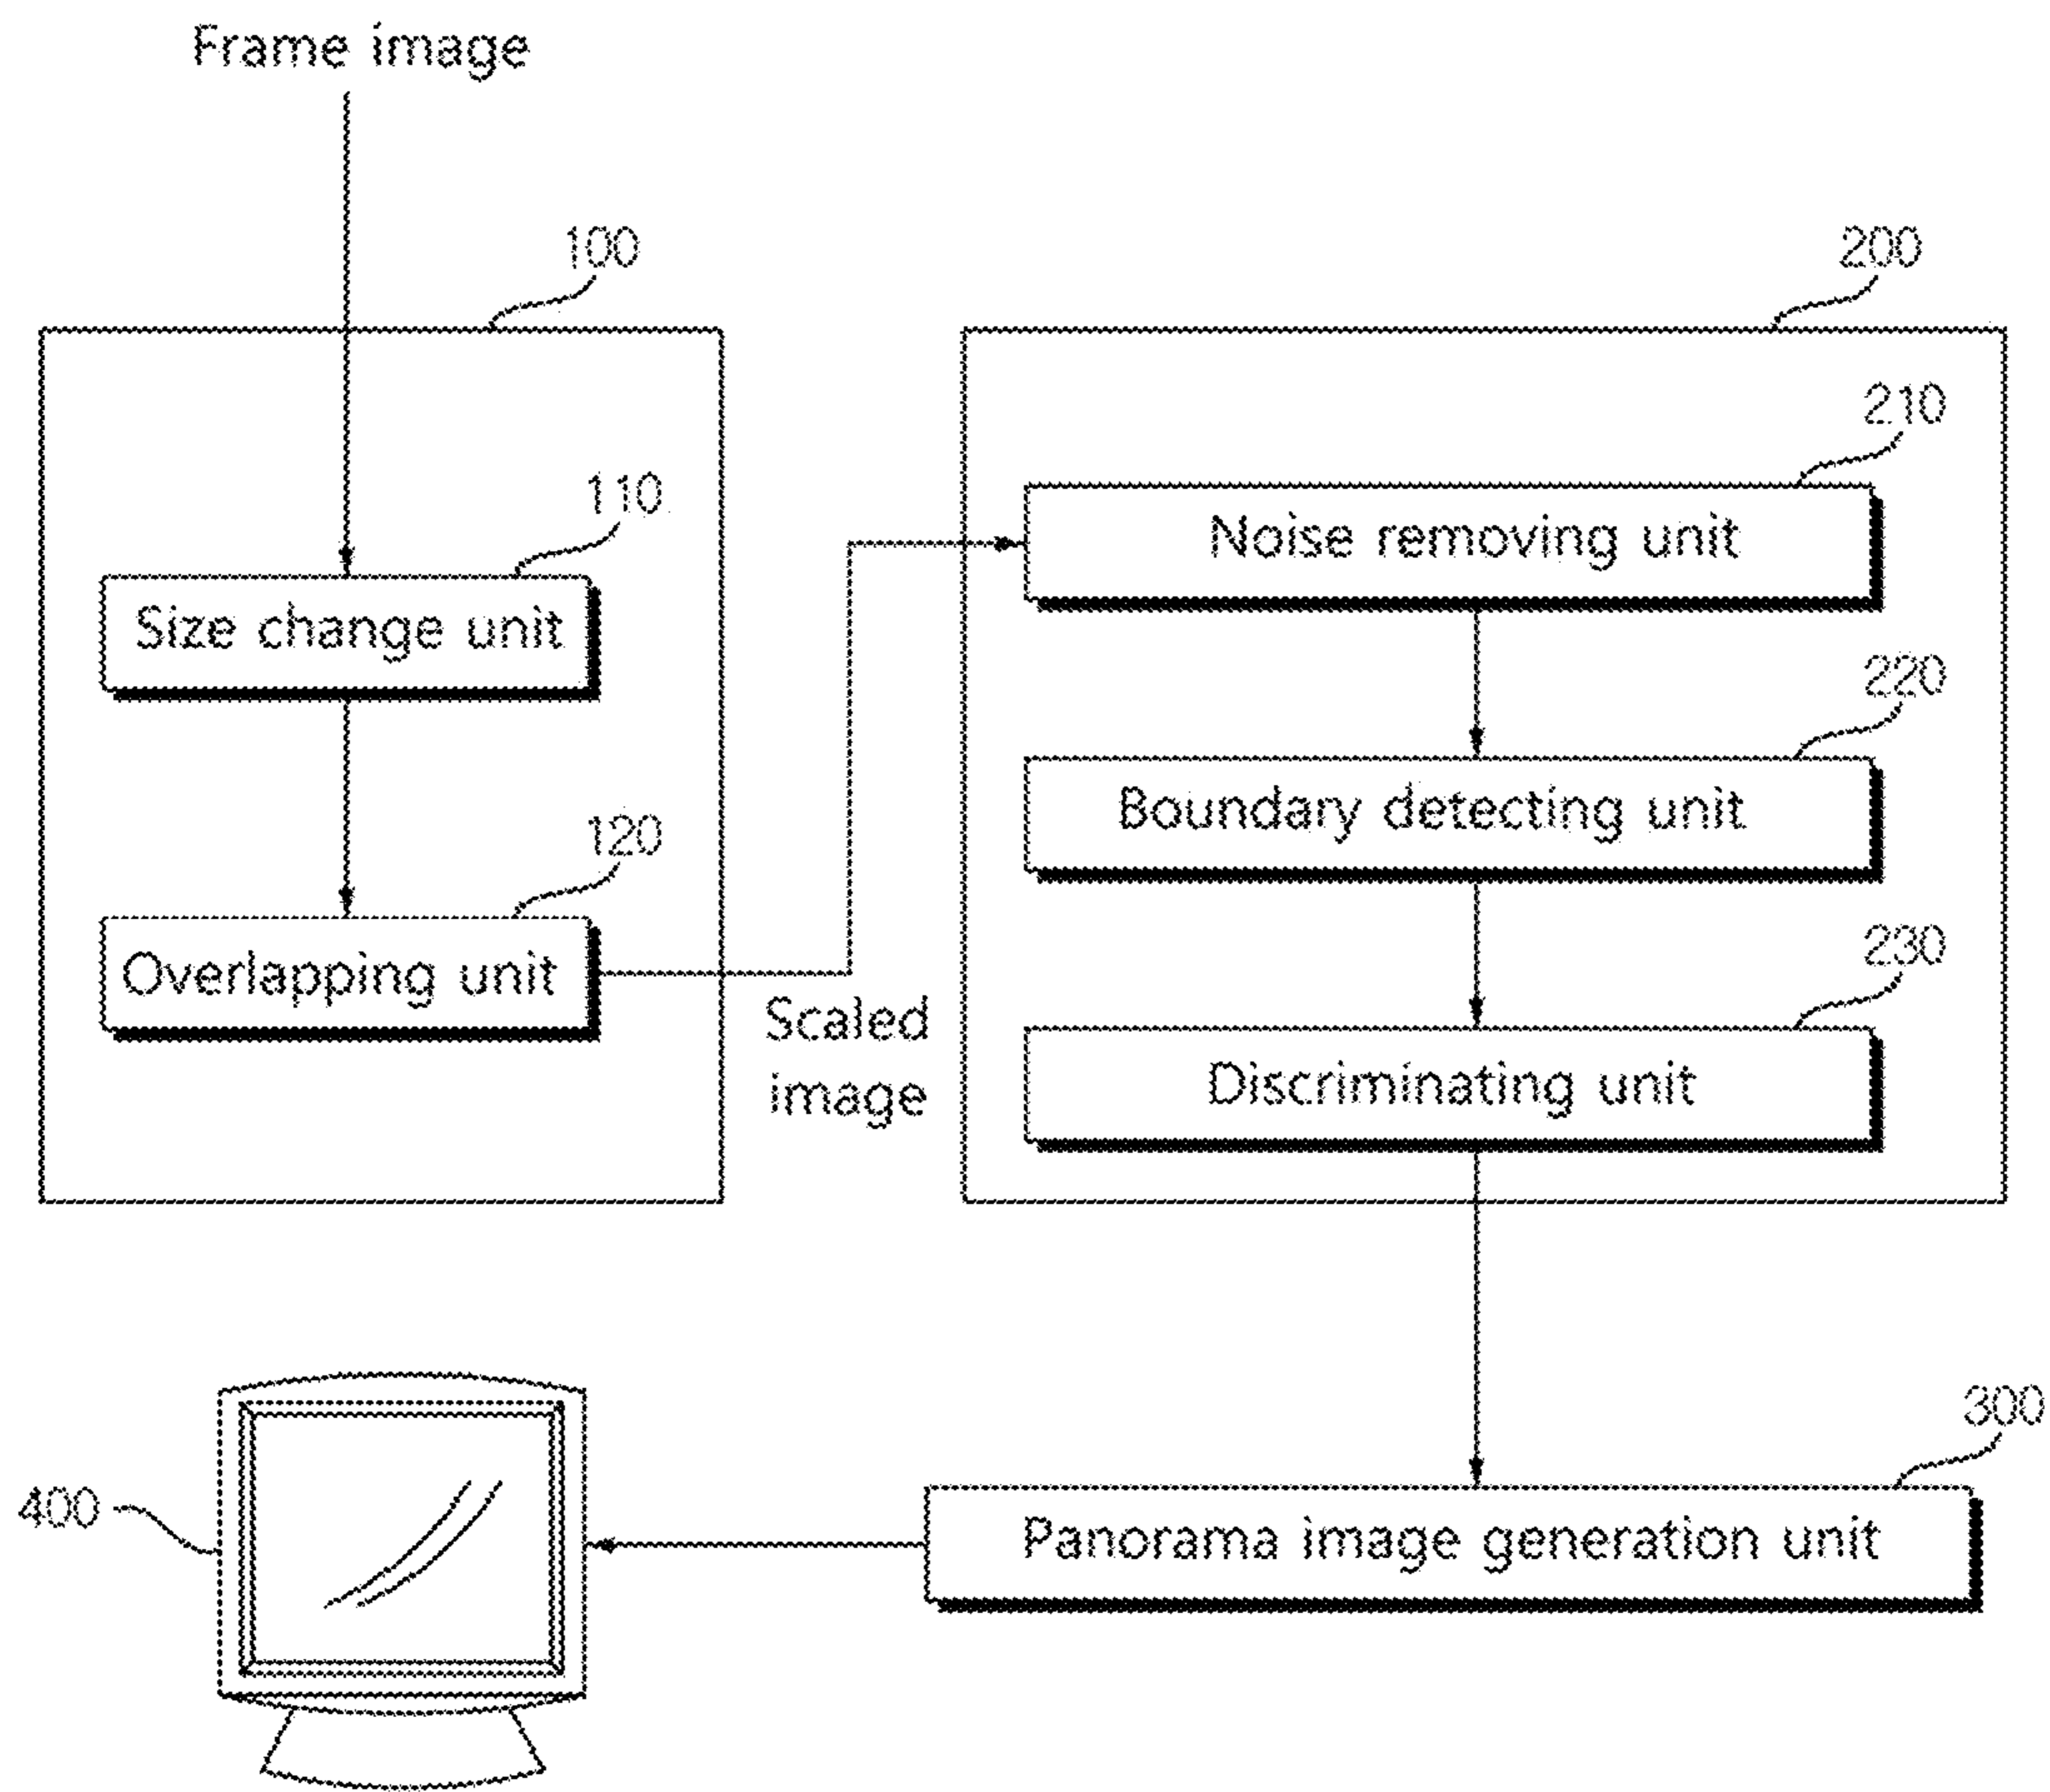 Frame image
100
200
210
Noise removing unit
110
Size change unit
220
Boundary detecting unit
120
Overlapping unit
230
Scaled
image
Discriminating unit
300
Panorama image generation unit
400